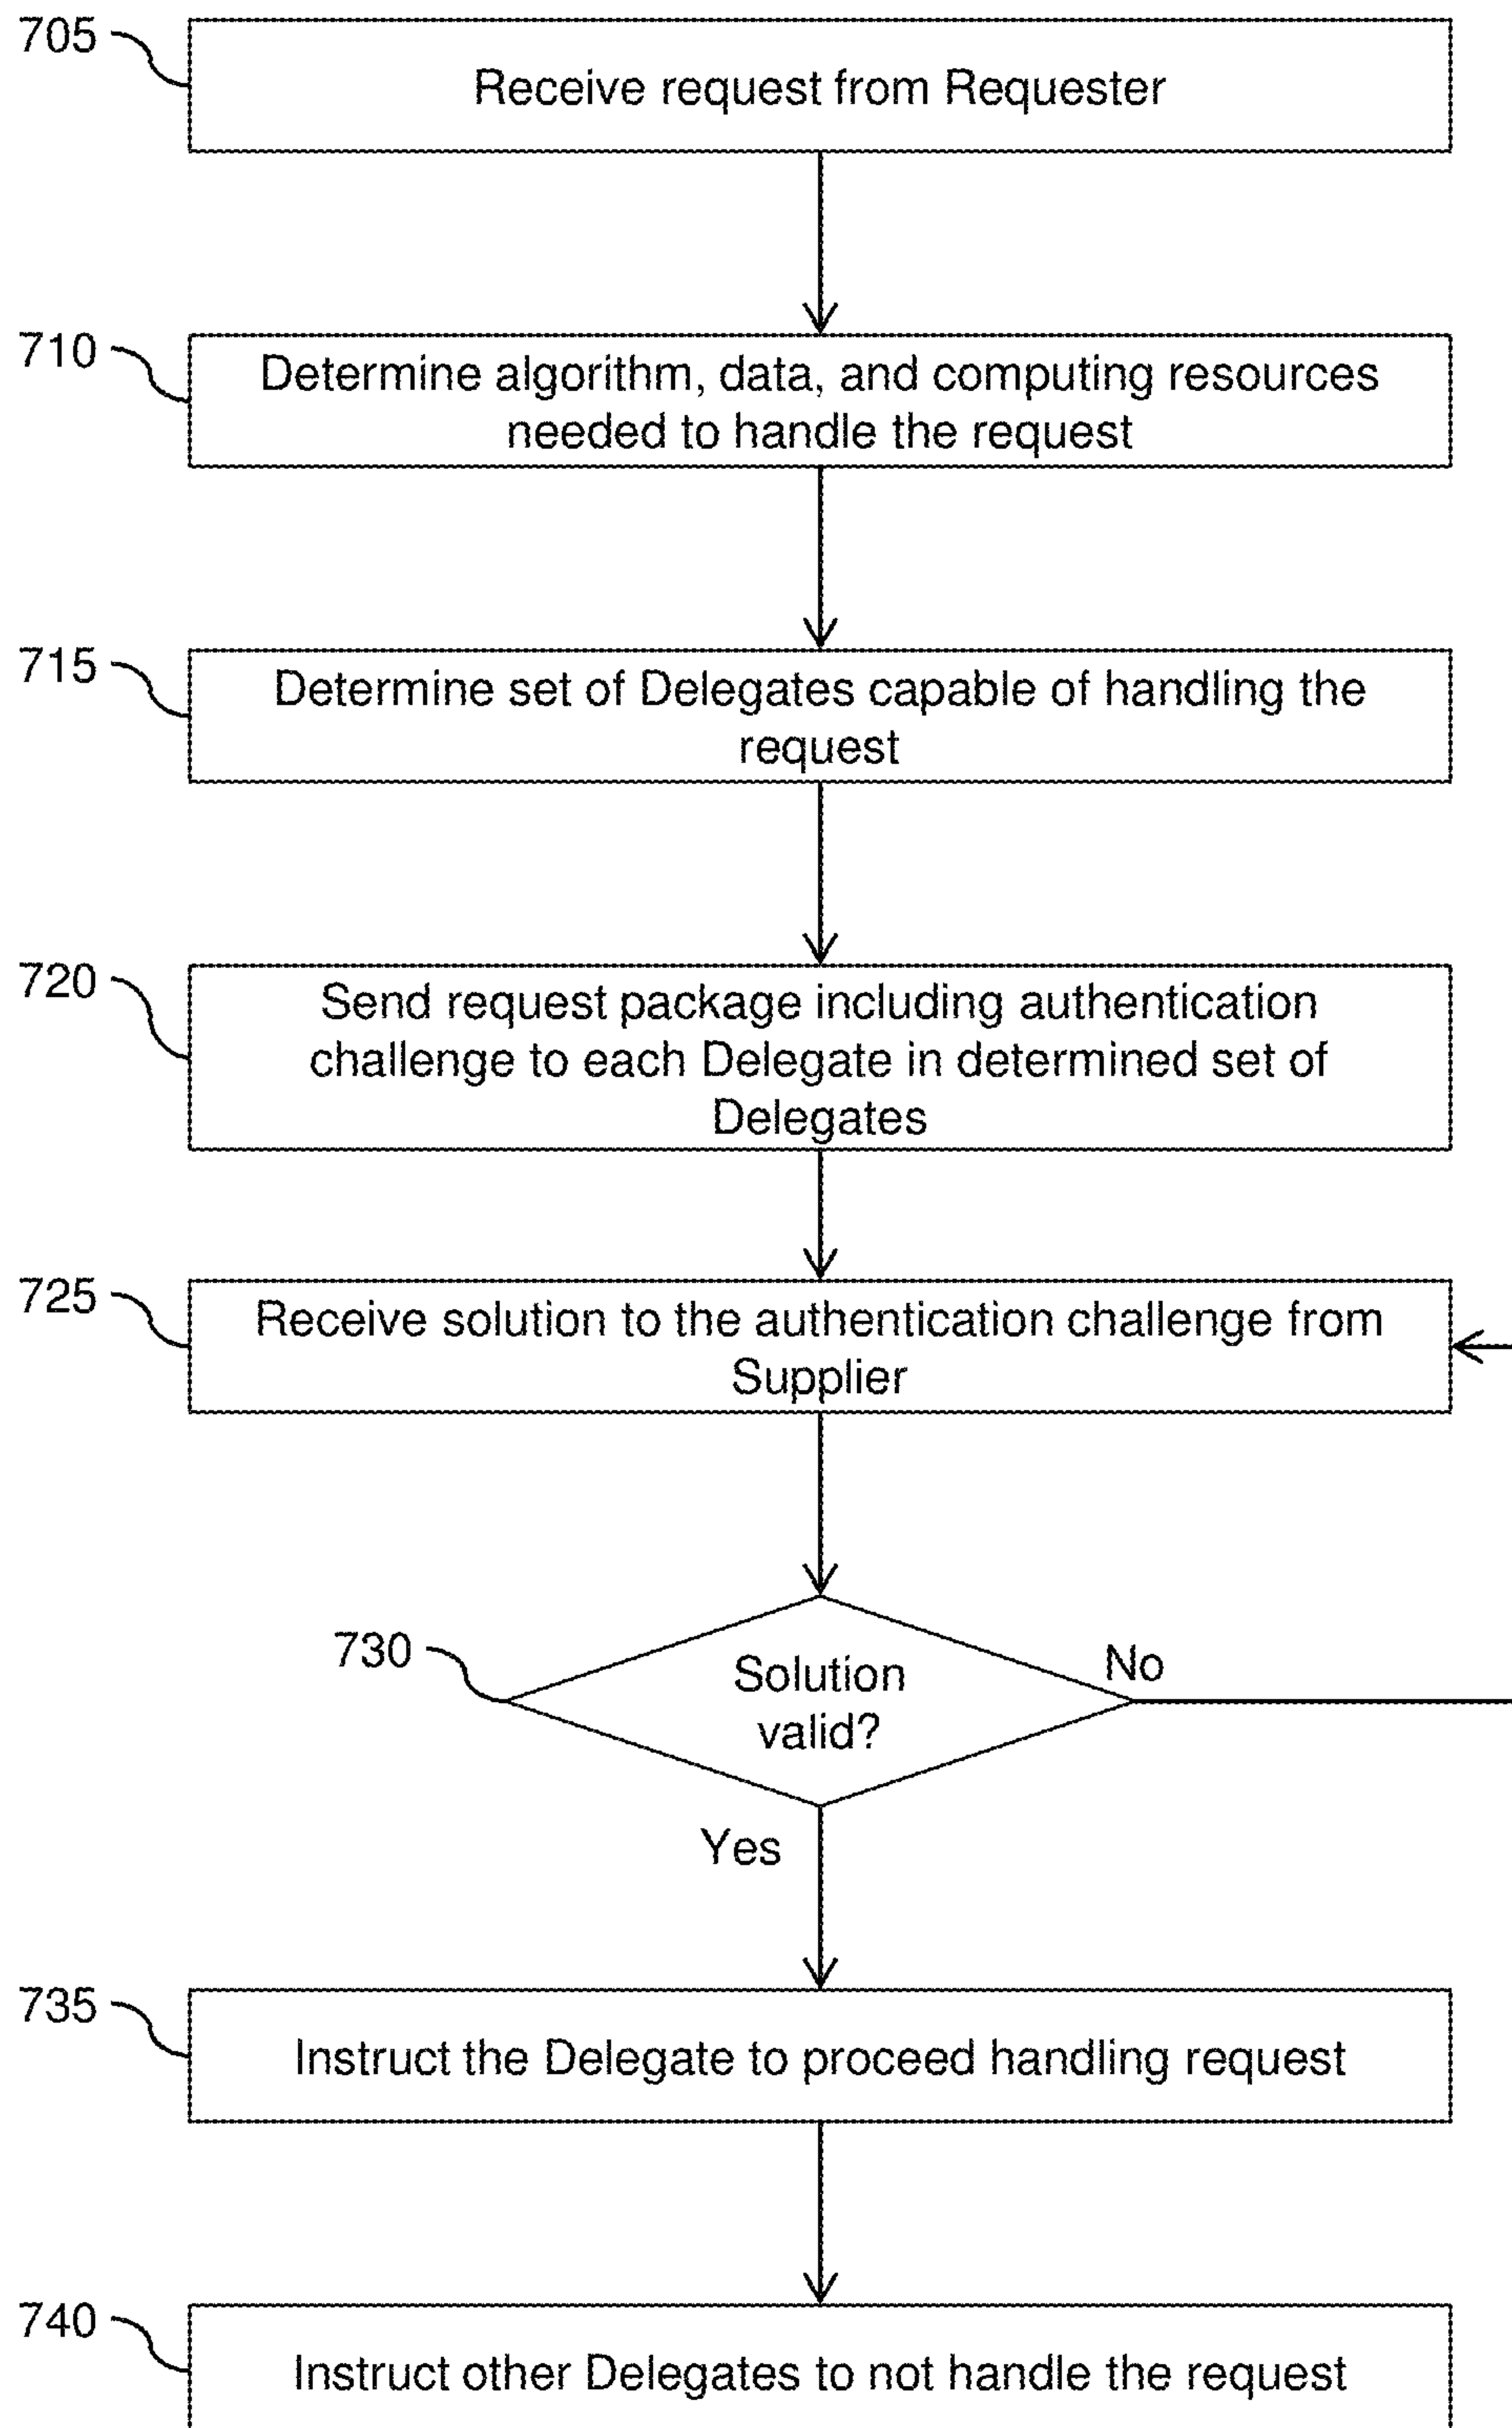 705
Receive request from Requester
710
Determine algorithm, data, and computing resources
needed to handle the request
715
Determine set of Delegates capable of handling the
request
720
Send request package including authentication
challenge to each Delegate in determined set of
Delegates
725
Receive solution to the authentication challenge from
Supplier
730
Solution
valid?
No
Yes
735
Instruct the Delegate to proceed handling request
740
Instruct other Delegates to not handle the request